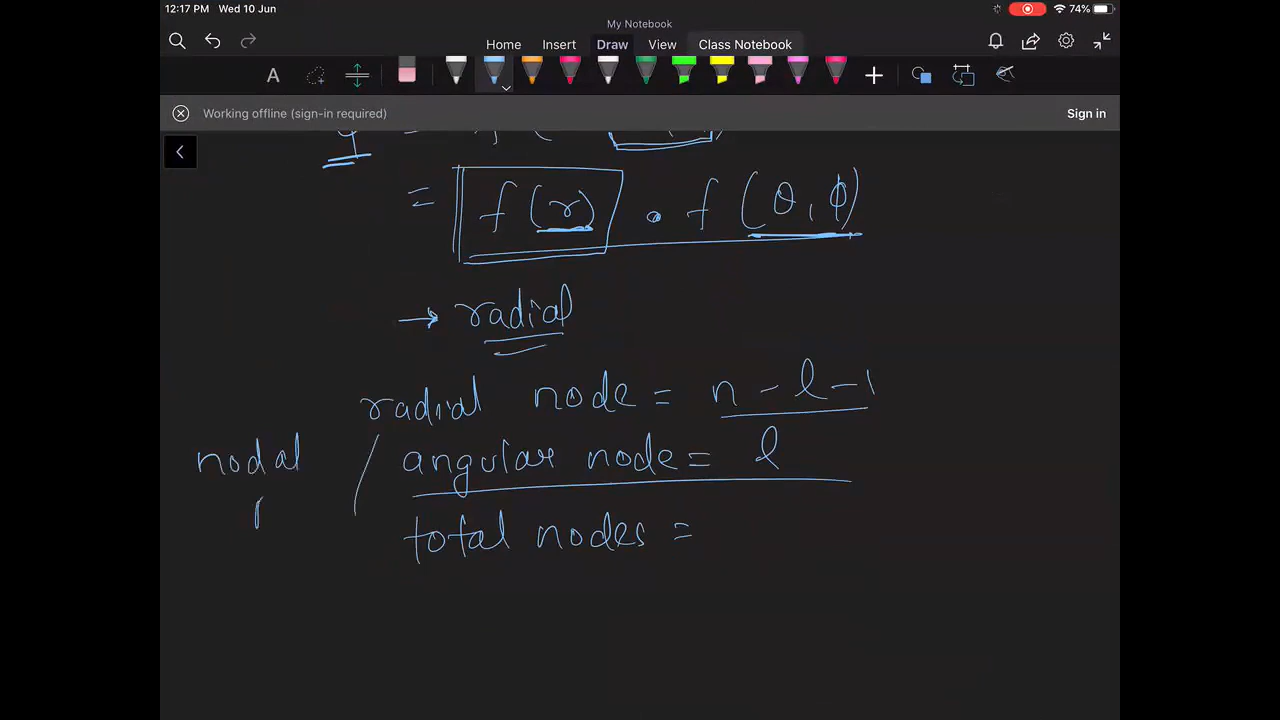 12:17 PM Wed 10 Jun
74%
My Notebook
Home Insert Draw View Class Notebook
A
Working offline (sign-in required)
Sign in
= f(r) . f(θ, ϕ)
→ radial
radial node = n - l - 1
nodal / angular node = l
total nodes =